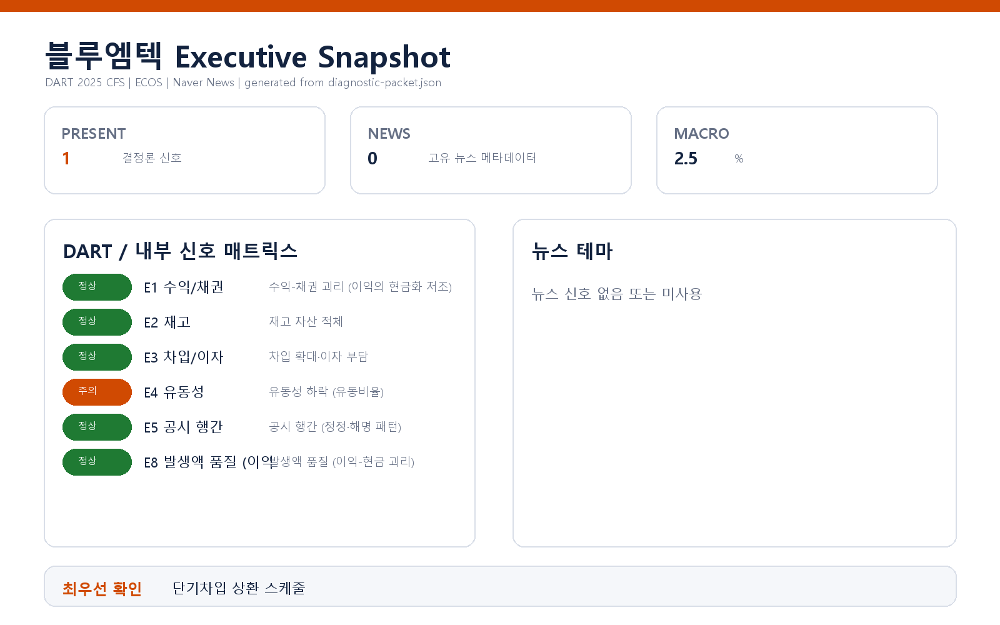 블루엠텍 Executive Snapshot
DART 2025 CFS | ECOS | Naver News | generated from diagnostic-packet.json
PRESENT
1 결정론 신호
NEWS
0 고유 뉴스 메타데이터
MACRO
2.5 %
DART / 내부 신호 매트릭스
정상 E1 수익/채권 수익-채권 괴리 (이익의 현금화 저조)
정상 E2 재고 재고 자산 적체
정상 E3 차입/이자 차입 확대·이자 부담
주의 E4 유동성 유동성 하락 (유동비율)
정상 E5 공시 행간 공시 행간 (정정·해명 패턴)
정상 E8 발생액 품질 (이익 발생액 품질 (이익-현금 괴리)
뉴스 테마
뉴스 신호 없음 또는 미사용
최우선 확인 단기차입 상환 스케줄